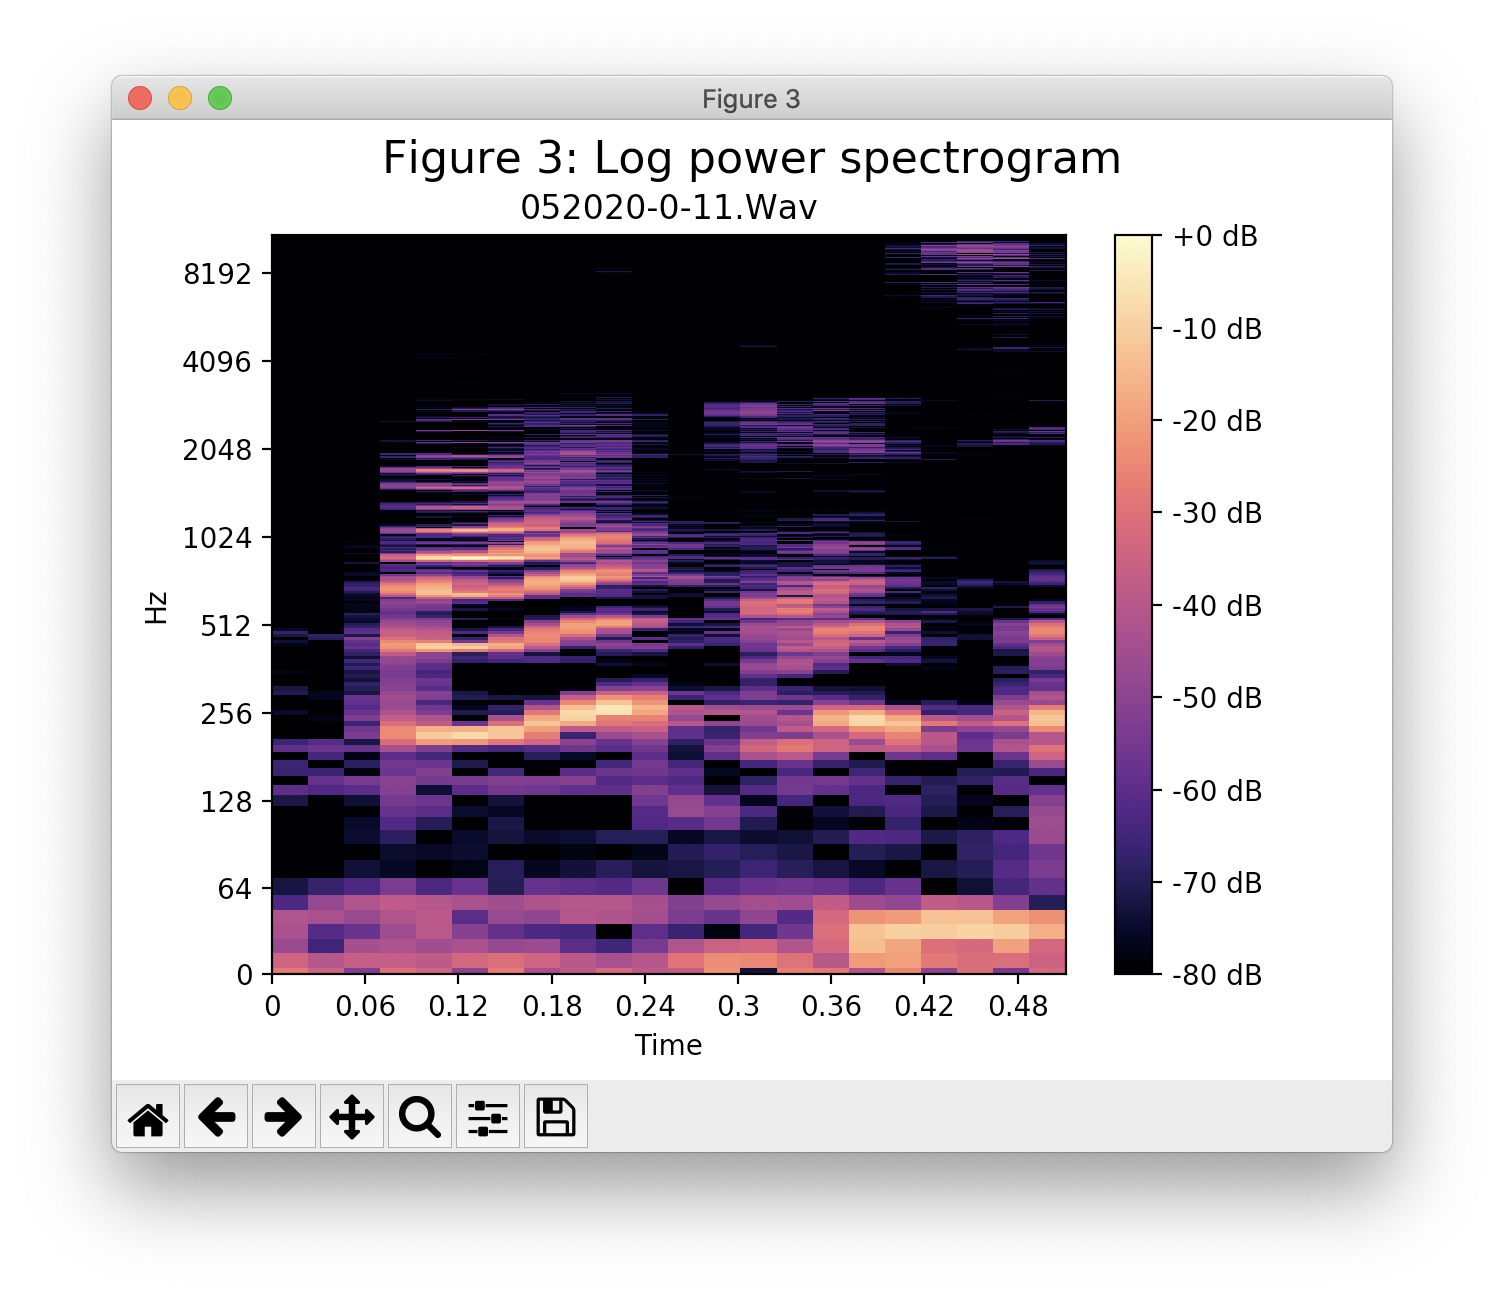 Figure 3
Figure 3: Log power spectrogram
052020-0-11.Wav
8192
4096
2048
1024
512
256
128
64
0
Hz
0 0.06 0.12 0.18 0.24 0.3 0.36 0.42 0.48
Time
+0 dB
-10 dB
-20 dB
-30 dB
-40 dB
-50 dB
-60 dB
-70 dB
-80 dB